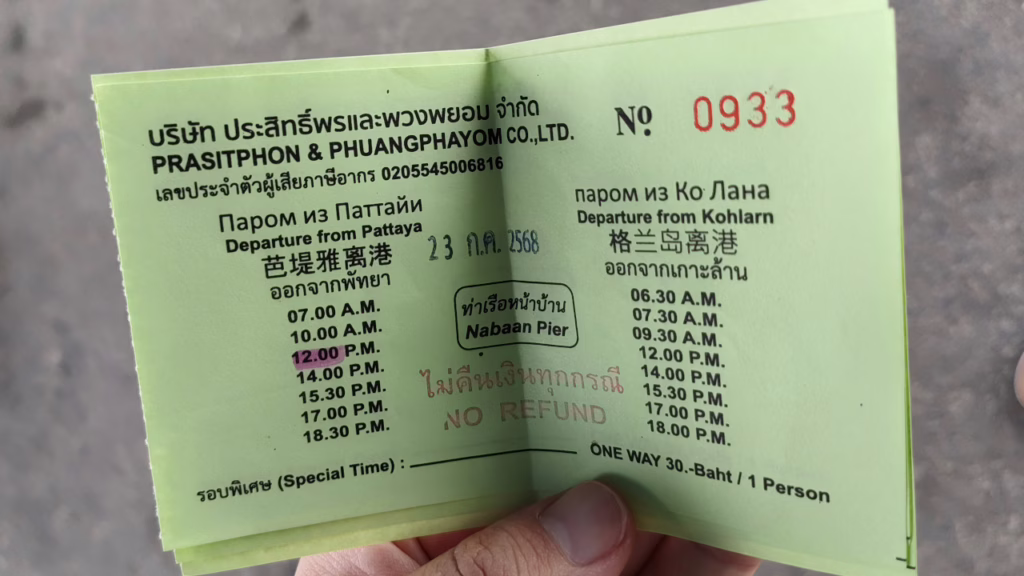 บริษัท ประสิทธิ์พรและพวงพยอม จำกัด
PRASITPHON & PHUANGPHAYOM CO.,LTD.
เลขประจำตัวผู้เสียภาษีอากร 0205545006816
№ 0933
Паром из Паттайи
Departure from Pattaya
芭堤雅离港
ออกจากพัทยา
07.00 A.M.
10.00 A.M.
12.00 P.M.
14.00 P.M.
15.30 P.M.
17.00 P.M.
18.30 P.M.
23 ก.ค. 2568
ท่าเรือหน้าบ้าน
Nabaan Pier
ไม่คืนเงินทุกกรณี
NO REFUND
паром из Ко Лана
Departure from Kohlarn
格兰岛离港
ออกจากเกาะล้าน
06.30 A.M.
07.30 A.M.
09.30 A.M.
12.00 P.M.
14.00 P.M.
15.30 P.M.
17.00 P.M.
18.00 P.M.
รอบพิเศษ (Special Time) :
ONE WAY 30.-Baht / 1 Person